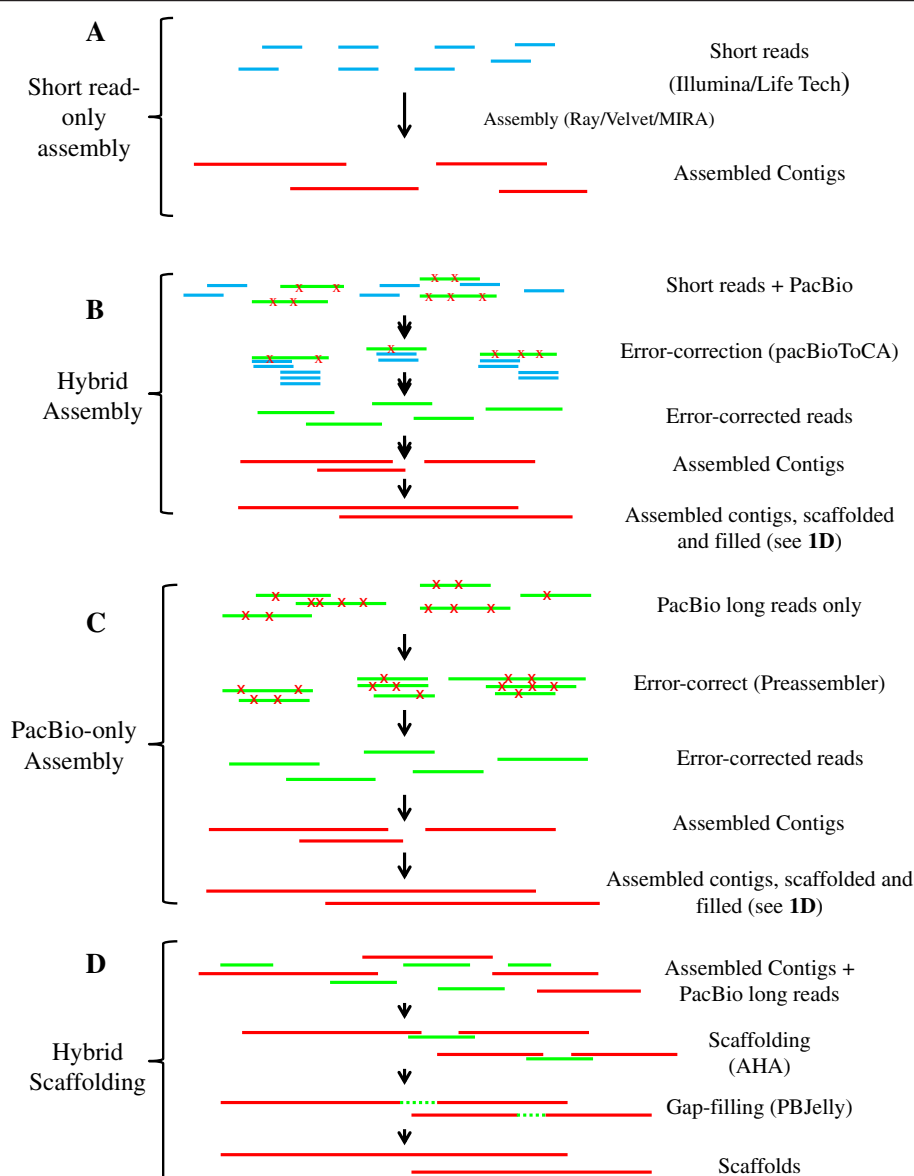 A
Short read-
only
assembly
Short reads
(Illumina/Life Tech)
Assembly (Ray/Velvet/MIRA)
Assembled Contigs
B
Hybrid
Assembly
x x x x x x x x x
Short reads + PacBio
x x x x x x
Error-correction (pacBioToCA)
Error-corrected reads
Assembled Contigs
Assembled contigs, scaffolded
and filled (see 1D)
C
PacBio-only
Assembly
X X X X X X X X X X X X X
PacBio long reads only
X X X X X X X X X X X X X X X
Error-correct (Preassembler)
Error-corrected reads
Assembled Contigs
Assembled contigs, scaffolded and
filled (see 1D)
D
Hybrid
Scaffolding
Assembled Contigs +
PacBio long reads
Scaffolding
(AHA)
Gap-filling (PBJelly)
Scaffolds